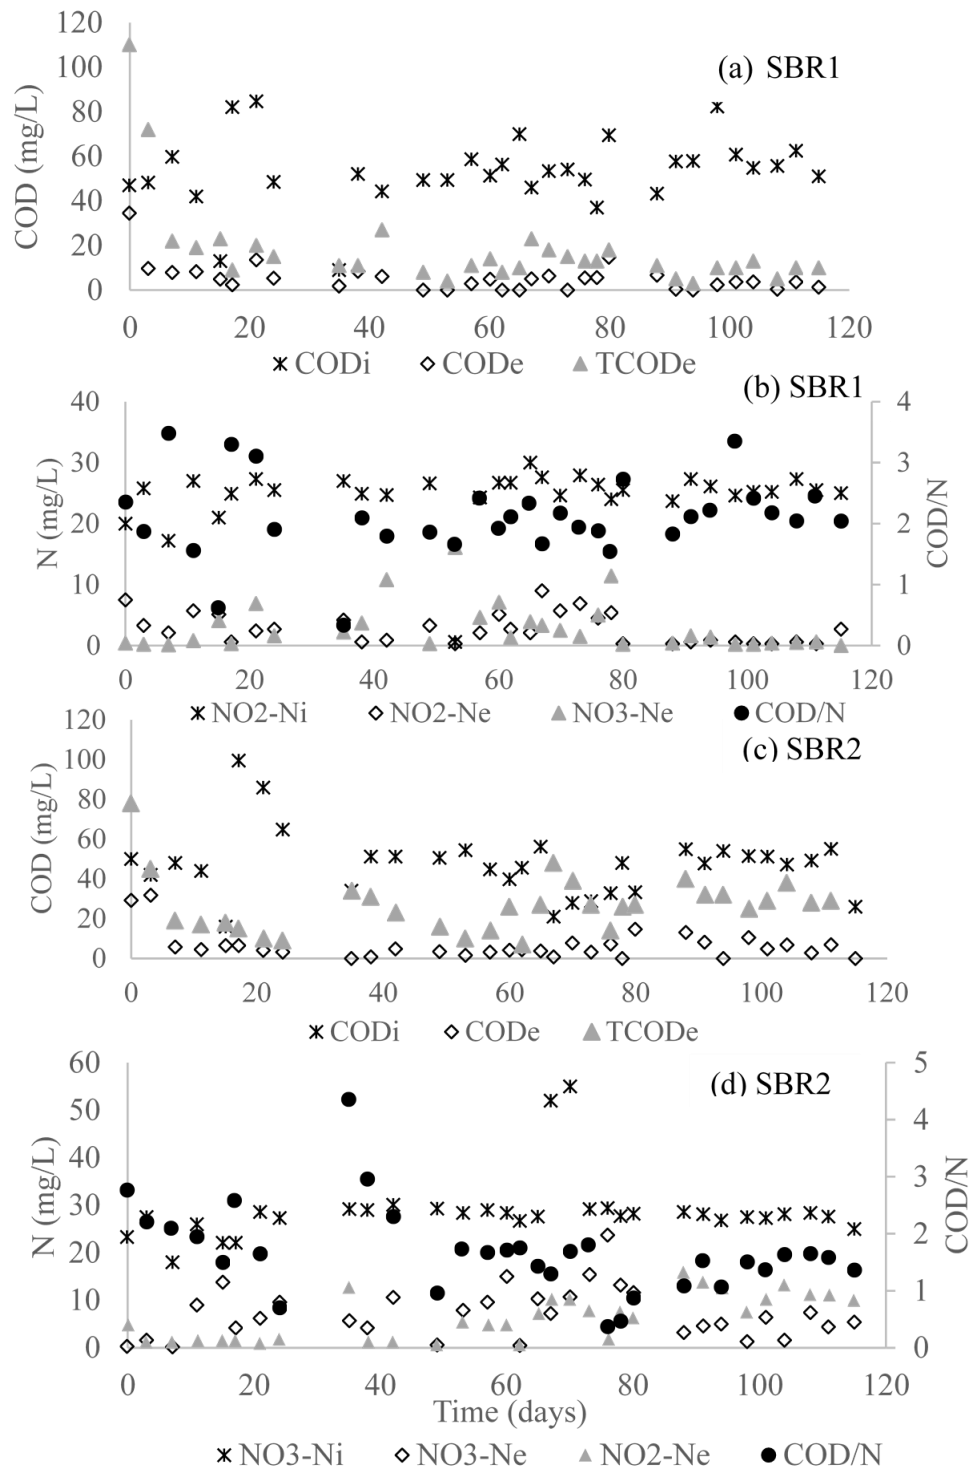 120
100
80
60
40
20
0
COD (mg/L)
(a) SBR1
0 20 40 60 80 100 120
CODi CODe TCODe
(b) SBR1
40
30
20
10
0
N (mg/L)
4
3
2
1
0
COD/N
0 20 40 60 80 100 120
NO2-Ni NO2-Ne NO3-Ne COD/N
120
100
80
60
40
20
0
COD (mg/L)
(c) SBR2
0 20 40 60 80 100 120
CODi CODe TCODe
60
50
40
30
20
10
0
N (mg/L)
(d) SBR2
5
4
3
2
1
0
COD/N
0 20 40 60 80 100 120
Time (days)
NO3-Ni NO3-Ne NO2-Ne COD/N